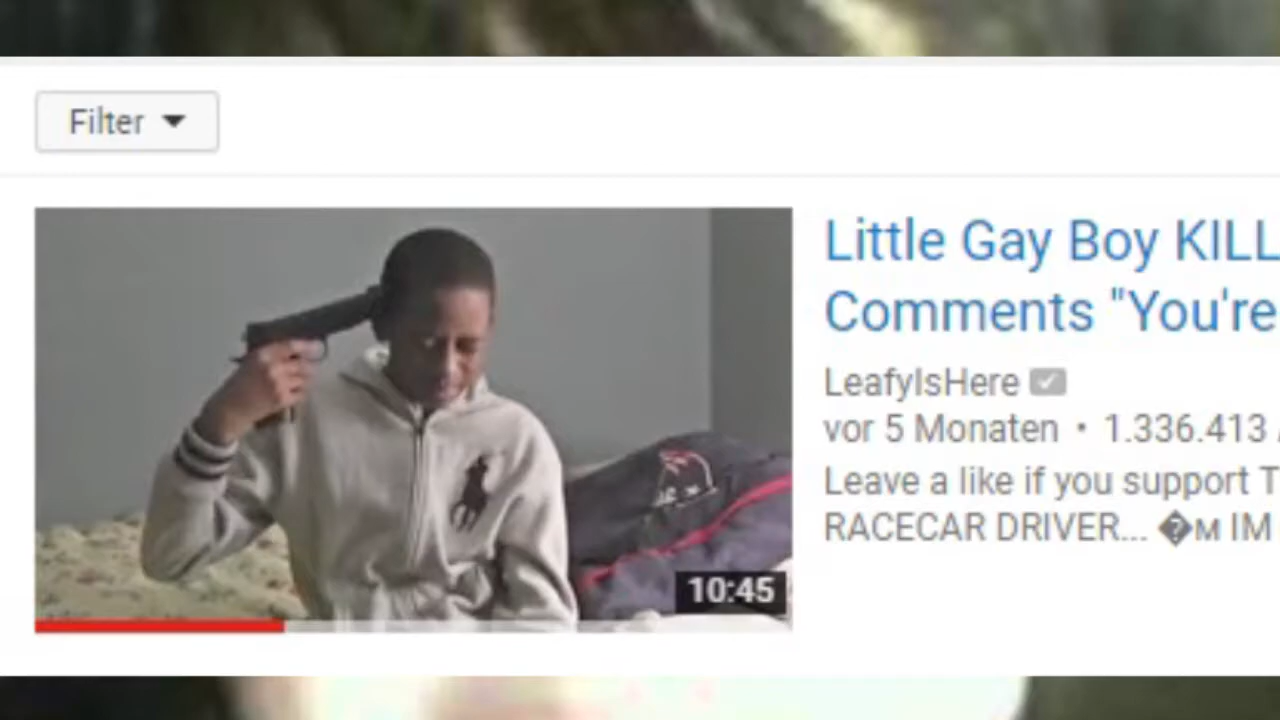 Filter
Little Gay Boy KILL
Comments "You're
LeafyIsHere
vor 5 Monaten • 1.336.413
Leave a like if you support T
RACECAR DRIVER... �м IM
10:45